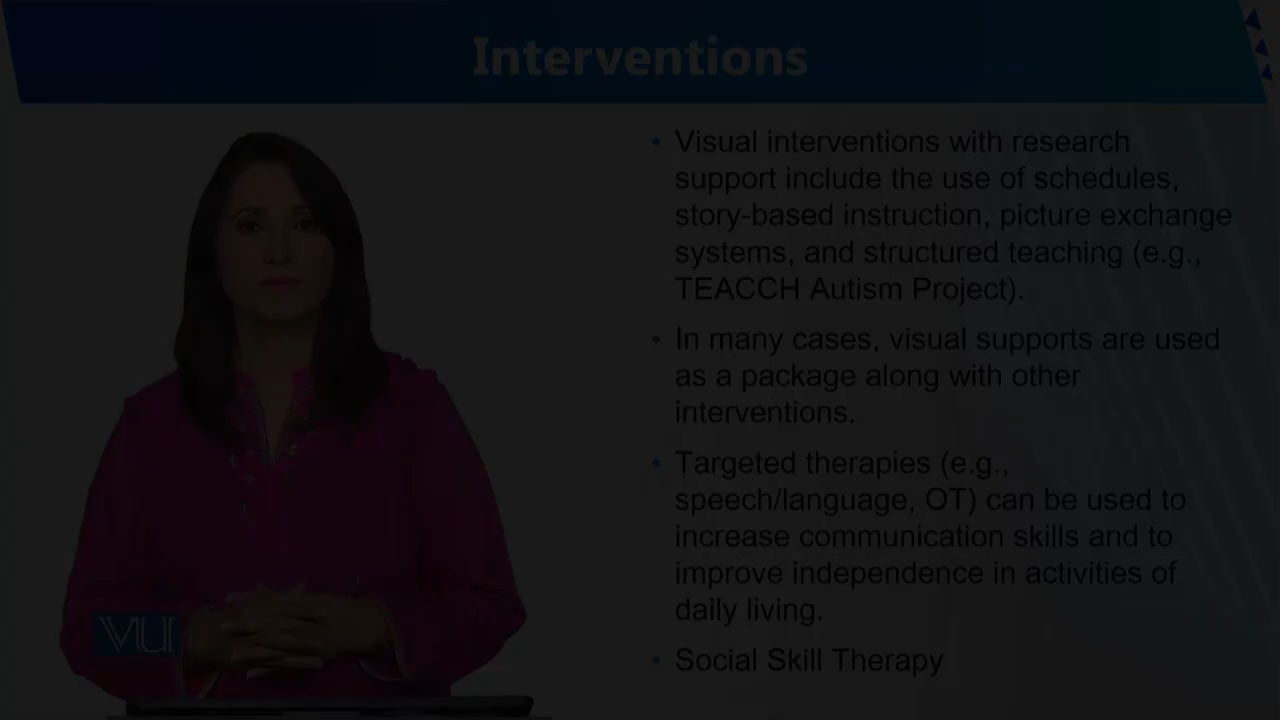 Interventions
• Visual interventions with research
support include the use of schedules,
story-based instruction, picture exchange
systems, and structured teaching (e.g.,
TEACCH Autism Project).
• In many cases, visual supports are used
as a package along with other
interventions.
• Targeted therapies (e.g.,
speech/language, OT) can be used to
increase communication skills and to
improve independence in activities of
daily living.
• Social Skill Therapy
VU